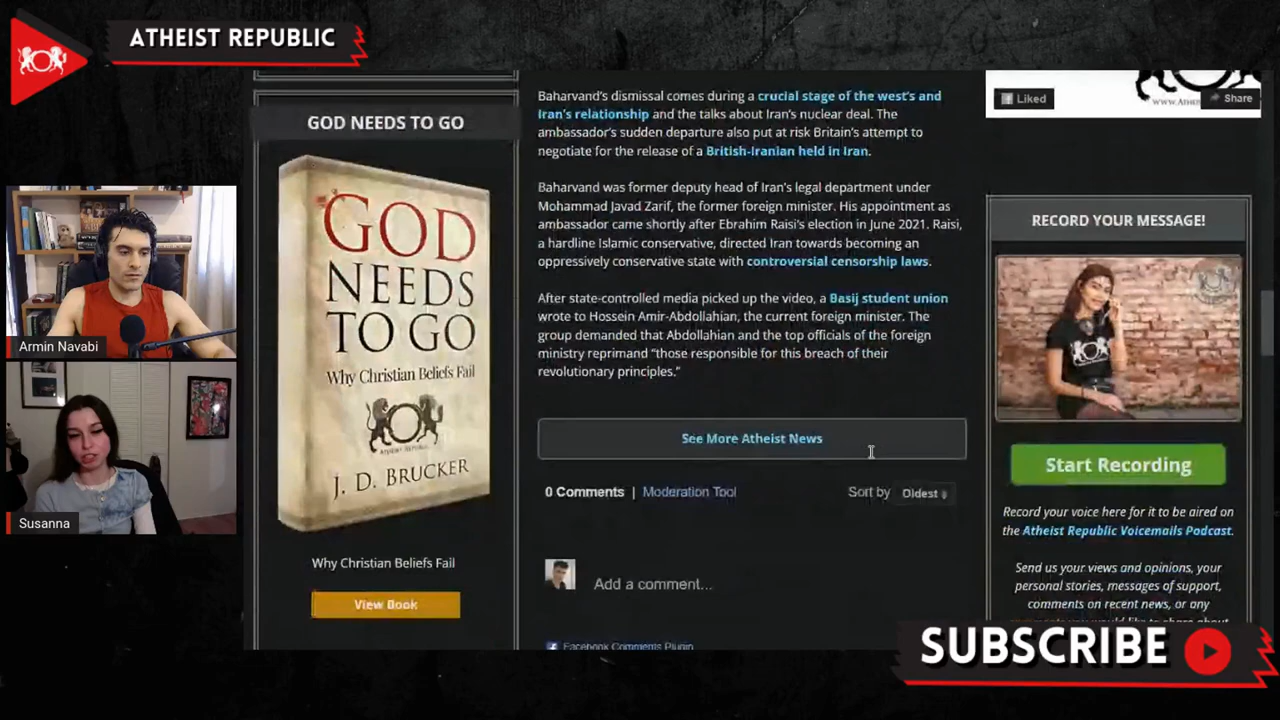 ATHEIST REPUBLIC
Armin Navabi
Susanna
GOD NEEDS TO GO
GOD
NEEDS
TO GO
Why Christian Beliefs Fail
ATHEIST REPUBLIC
J. D. BRUCKER
Why Christian Beliefs Fail
View Book
Baharvand's dismissal comes during a crucial stage of the west's and
Iran's relationship and the talks about Iran's nuclear deal. The
ambassador's sudden departure also put at risk Britain's attempt to
negotiate for the release of a British-Iranian held in Iran.
Baharvand was former deputy head of Iran's legal department under
Mohammad Javad Zarif, the former foreign minister. His appointment as
ambassador came shortly after Ebrahim Raisi's election in June 2021. Raisi,
a hardline Islamic conservative, directed Iran towards becoming an
oppressively conservative state with controversial censorship laws.
After state-controlled media picked up the video, a Basij student union
wrote to Hossein Amir-Abdollahian, the current foreign minister. The
group demanded that Abdollahian and the top officials of the foreign
ministry reprimand "those responsible for this breach of their
revolutionary principles."
See More Atheist News
0 Comments | Moderation Tool
Sort by Oldest
Add a comment...
Facebook Comments Plugin
Liked
Share
RECORD YOUR MESSAGE!
Start Recording
Record your voice here for it to be aired on
the Atheist Republic Voicemails Podcast.
Send us your views and opinions, your
personal stories, messages of support,
comments on recent news, or any
SUBSCRIBE